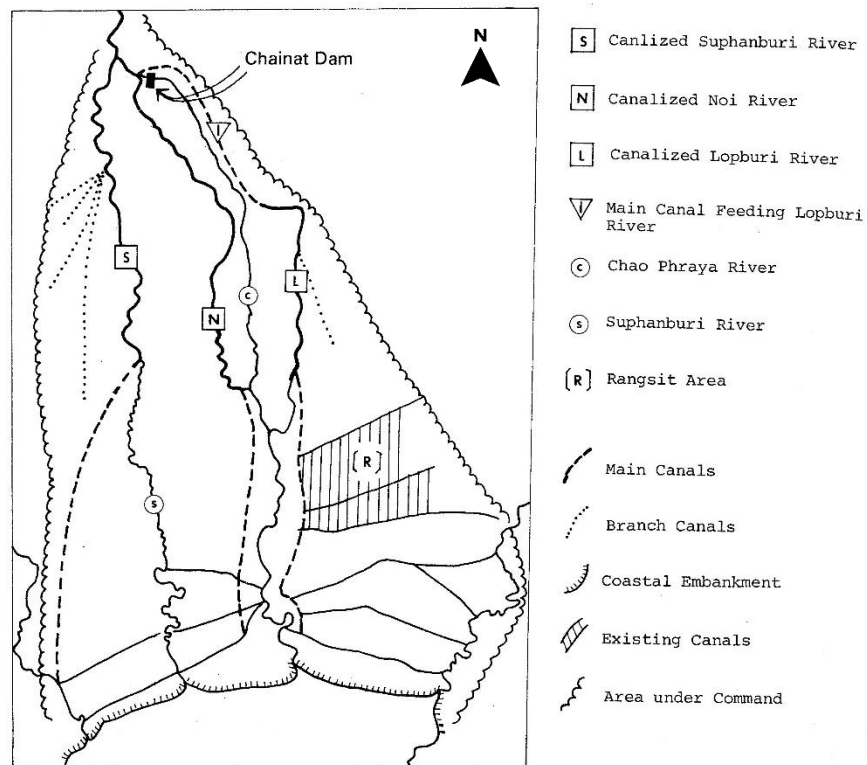 Chainat Dam
N
i
S
L
C
N
(R)
s
S Canlized Suphanburi River
N Canalized Noi River
L Canalized Lopburi River
i Main Canal Feeding Lopburi
River
c Chao Phraya River
s Suphanburi River
(R) Rangsit Area
Main Canals
Branch Canals
Coastal Embankment
Existing Canals
Area under Command